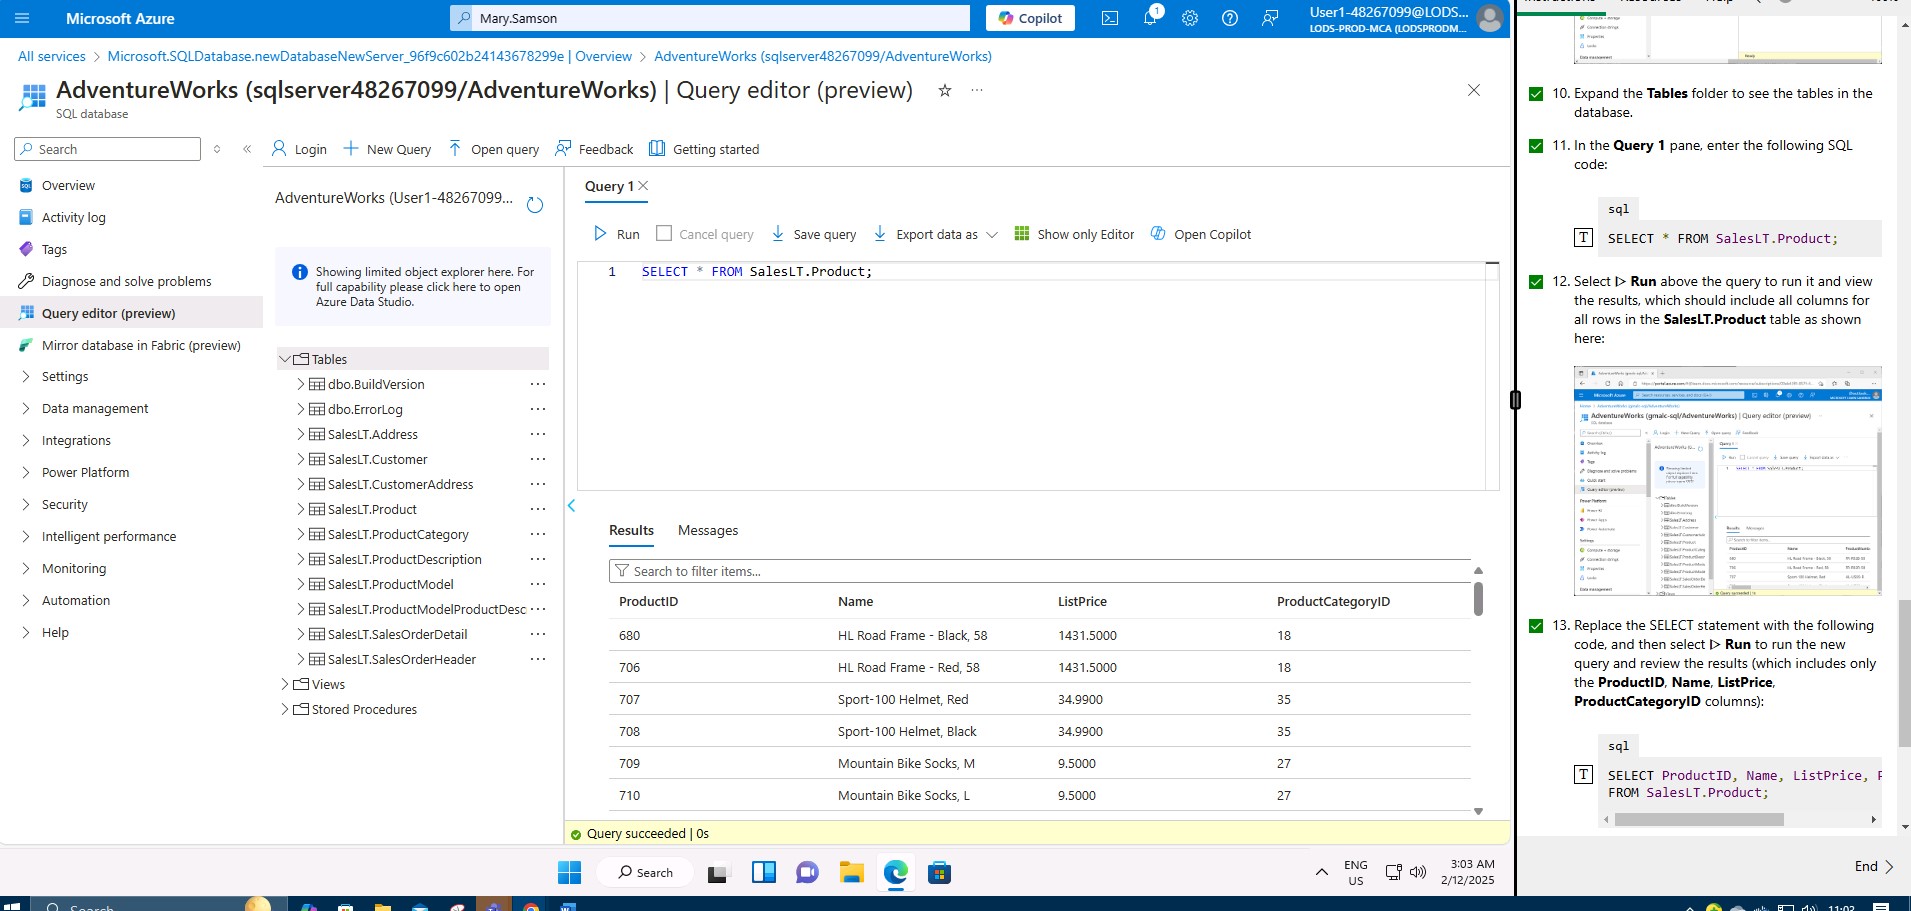 Microsoft Azure
Mary.Samson
Copilot
1
User1-48267099@LODS...
LODS-PROD-MCA (LODSPRODM...
All services > Microsoft.SQLDatabase.newDatabaseNewServer_96f9c602b24143678299e | Overview > AdventureWorks (sqlserver48267099/AdventureWorks)
AdventureWorks (sqlserver48267099/AdventureWorks) | Query editor (preview)
SQL database
Search
Overview
Activity log
Tags
Diagnose and solve problems
Query editor (preview)
Mirror database in Fabric (preview)
Settings
Data management
Integrations
Power Platform
Security
Intelligent performance
Monitoring
Automation
Help
Login
New Query
Open query
Feedback
Getting started
AdventureWorks (User1-48267099...
Showing limited object explorer here. For
full capability please click here to open
Azure Data Studio.
Tables
dbo.BuildVersion
dbo.ErrorLog
SalesLT.Address
SalesLT.Customer
SalesLT.CustomerAddress
SalesLT.Product
SalesLT.ProductCategory
SalesLT.ProductDescription
SalesLT.ProductModel
SalesLT.ProductModelProductDesc
SalesLT.SalesOrderDetail
SalesLT.SalesOrderHeader
Views
Stored Procedures
Query 1
Run
Cancel query
Save query
Export data as
Show only Editor
Open Copilot
1 SELECT * FROM SalesLT.Product;
Results Messages
Search to filter items...
ProductID Name ListPrice ProductCategoryID
680 HL Road Frame - Black, 58 1431.5000 18
706 HL Road Frame - Red, 58 1431.5000 18
707 Sport-100 Helmet, Red 34.9900 35
708 Sport-100 Helmet, Black 34.9900 35
709 Mountain Bike Socks, M 9.5000 27
710 Mountain Bike Socks, L 9.5000 27
Query succeeded | 0s
Search
ENG
US
3:03 AM
2/12/2025
10. Expand the Tables folder to see the tables in the
database.
11. In the Query 1 pane, enter the following SQL
code:
sql
T
SELECT * FROM SalesLT.Product;
12. Select ▷ Run above the query to run it and view
the results, which should include all columns for
all rows in the SalesLT.Product table as shown
here:
Microsoft Azure
AdventureWorks (gmalc-sql/AdventureWorks) | Query editor (preview)
13. Replace the SELECT statement with the following
code, and then select ▷ Run to run the new
query and review the results (which includes only
the ProductID, Name, ListPrice,
ProductCategoryID columns):
sql
T
SELECT ProductID, Name, ListPrice,
FROM SalesLT.Product;
End
Search